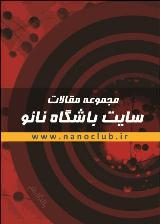 مجموعه مقالات
سایت باشگاه نانو
www.nanoclub.ir